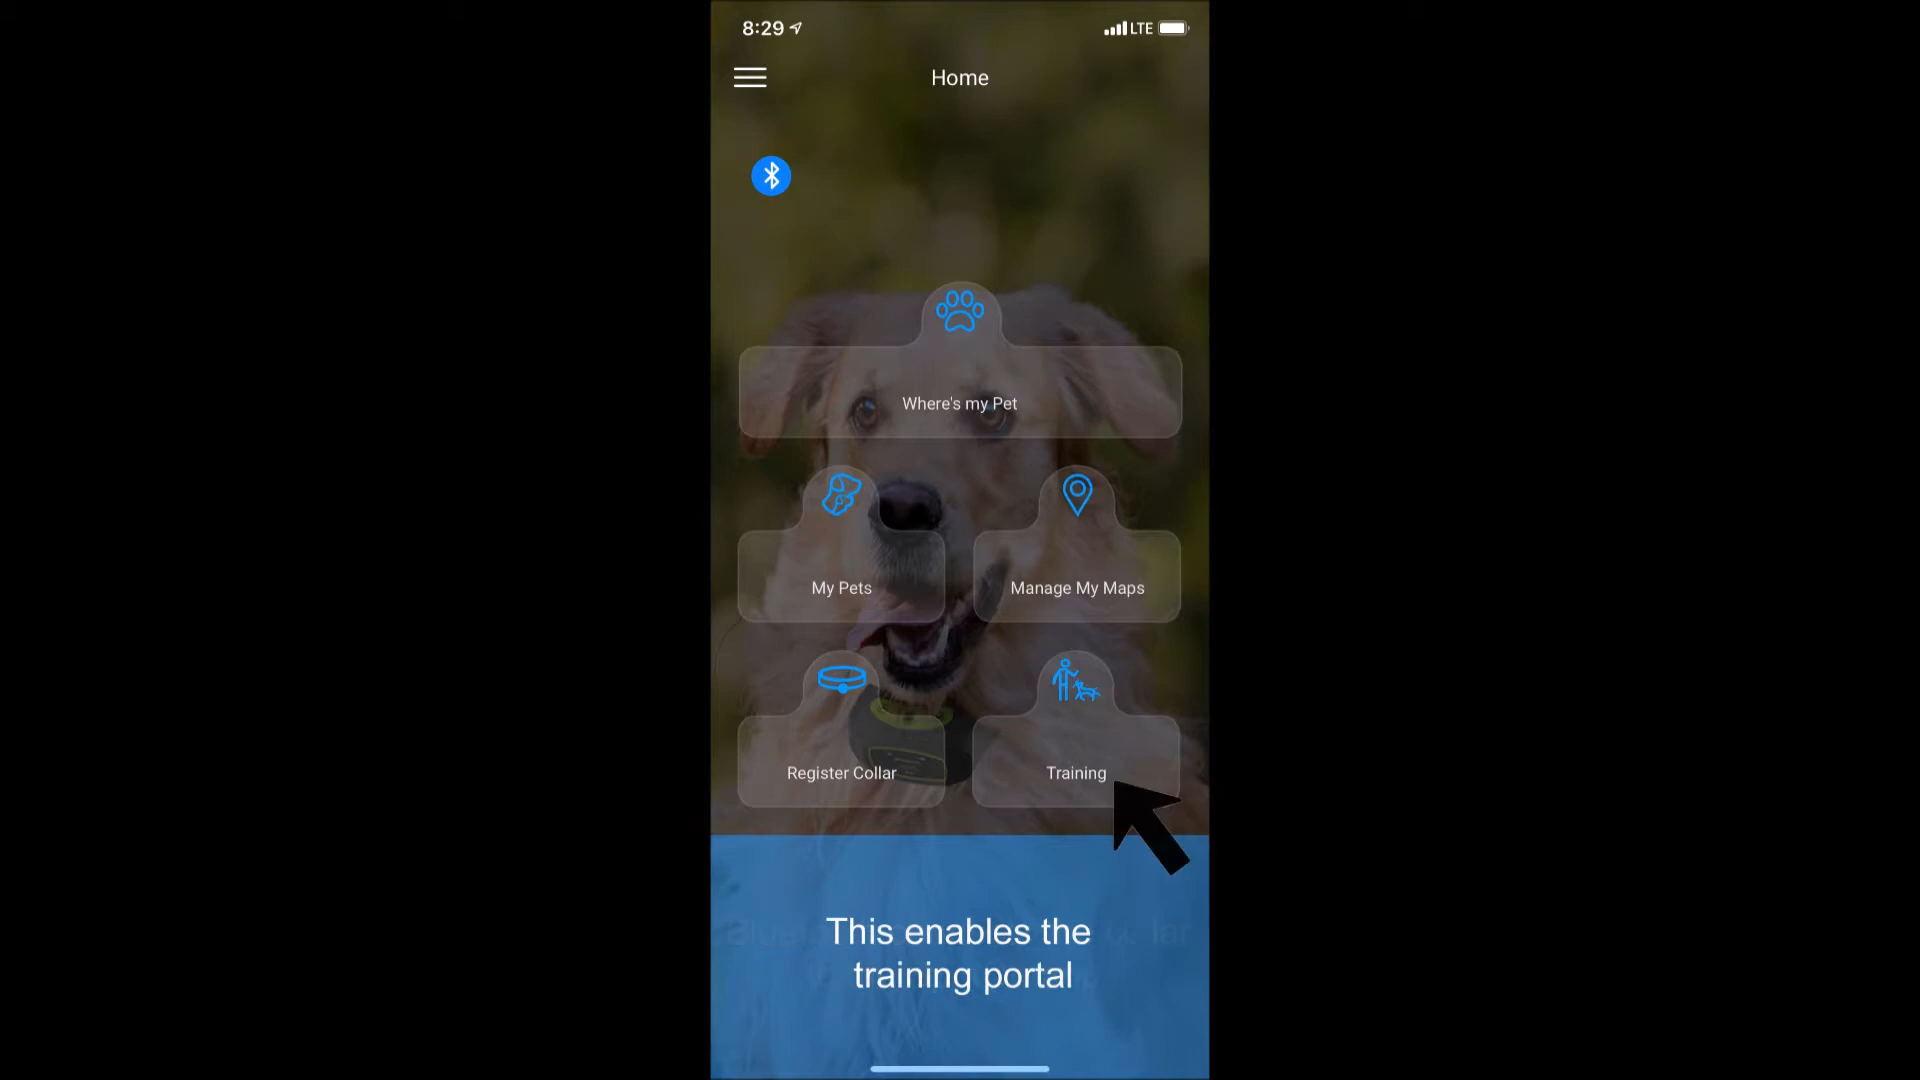 8:29
LTE
Home
Where's my Pet
My Pets
Manage My Maps
Register Collar
Training
This enables the
training portal